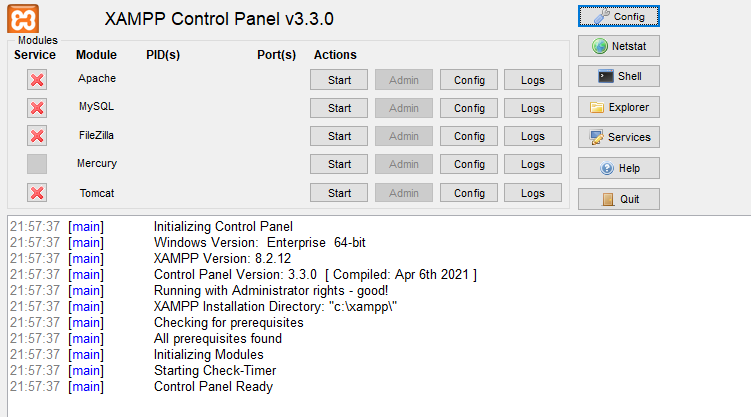 XAMPP Control Panel v3.3.0
Config
Modules
Service Module PID(s) Port(s) Actions
Netstat
Apache Start Admin Config Logs
Shell
MySQL Start Admin Config Logs
Explorer
FileZilla Start Admin Config Logs
Services
Mercury Start Admin Config Logs
Help
Tomcat Start Admin Config Logs
Quit
21:57:37 [main] Initializing Control Panel
21:57:37 [main] Windows Version: Enterprise 64-bit
21:57:37 [main] XAMPP Version: 8.2.12
21:57:37 [main] Control Panel Version: 3.3.0 [ Compiled: Apr 6th 2021 ]
21:57:37 [main] Running with Administrator rights - good!
21:57:37 [main] XAMPP Installation Directory: "c:\xampp\"
21:57:37 [main] Checking for prerequisites
21:57:37 [main] All prerequisites found
21:57:37 [main] Initializing Modules
21:57:37 [main] Starting Check-Timer
21:57:37 [main] Control Panel Ready